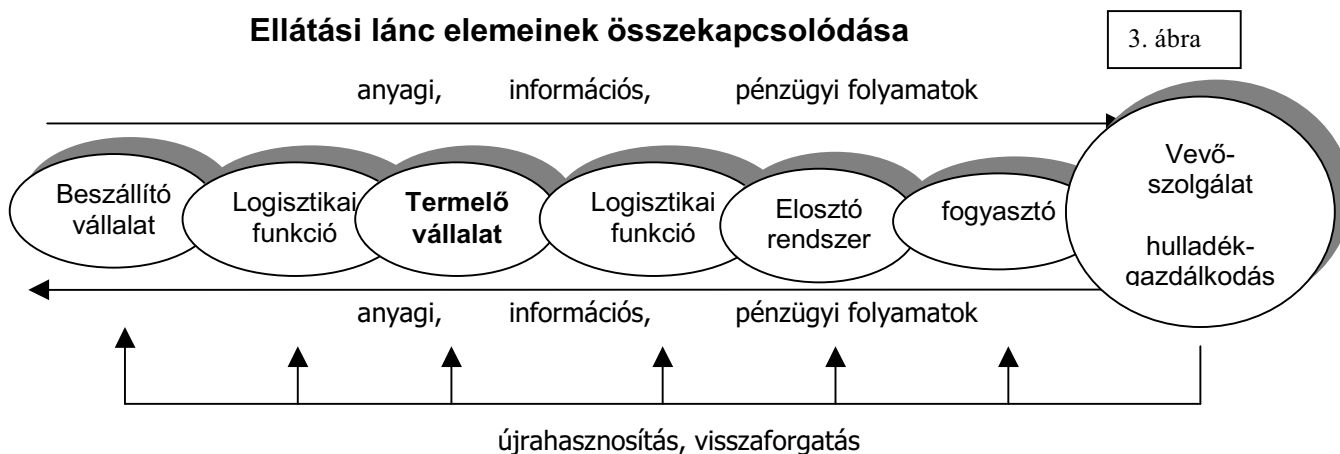 Ellátási lánc elemeinek összekapcsolódása
3. ábra
anyagi, információs, pénzügyi folyamatok
Beszállító
vállalat
Logisztikai
funkció
Termelő
vállalat
Logisztikai
funkció
Elosztó
rendszer
fogyasztó
Vevő-
szolgálat
hulladék-
gazdálkodás
anyagi, információs, pénzügyi folyamatok
újrahasznosítás, visszaforgatás